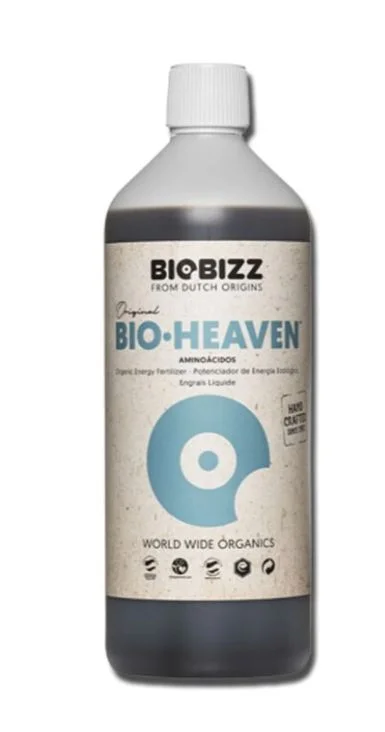 BIOBIZZ
FROM DUTCH ORIGINS
Original
BIO·HEAVEN™
AMINOÁCIDOS
Organic Energy Fertilizer · Potenciador de Energía Ecológico
Engrais Liquide
HAND
CRAFTED
WORLD WIDE ORGANICS